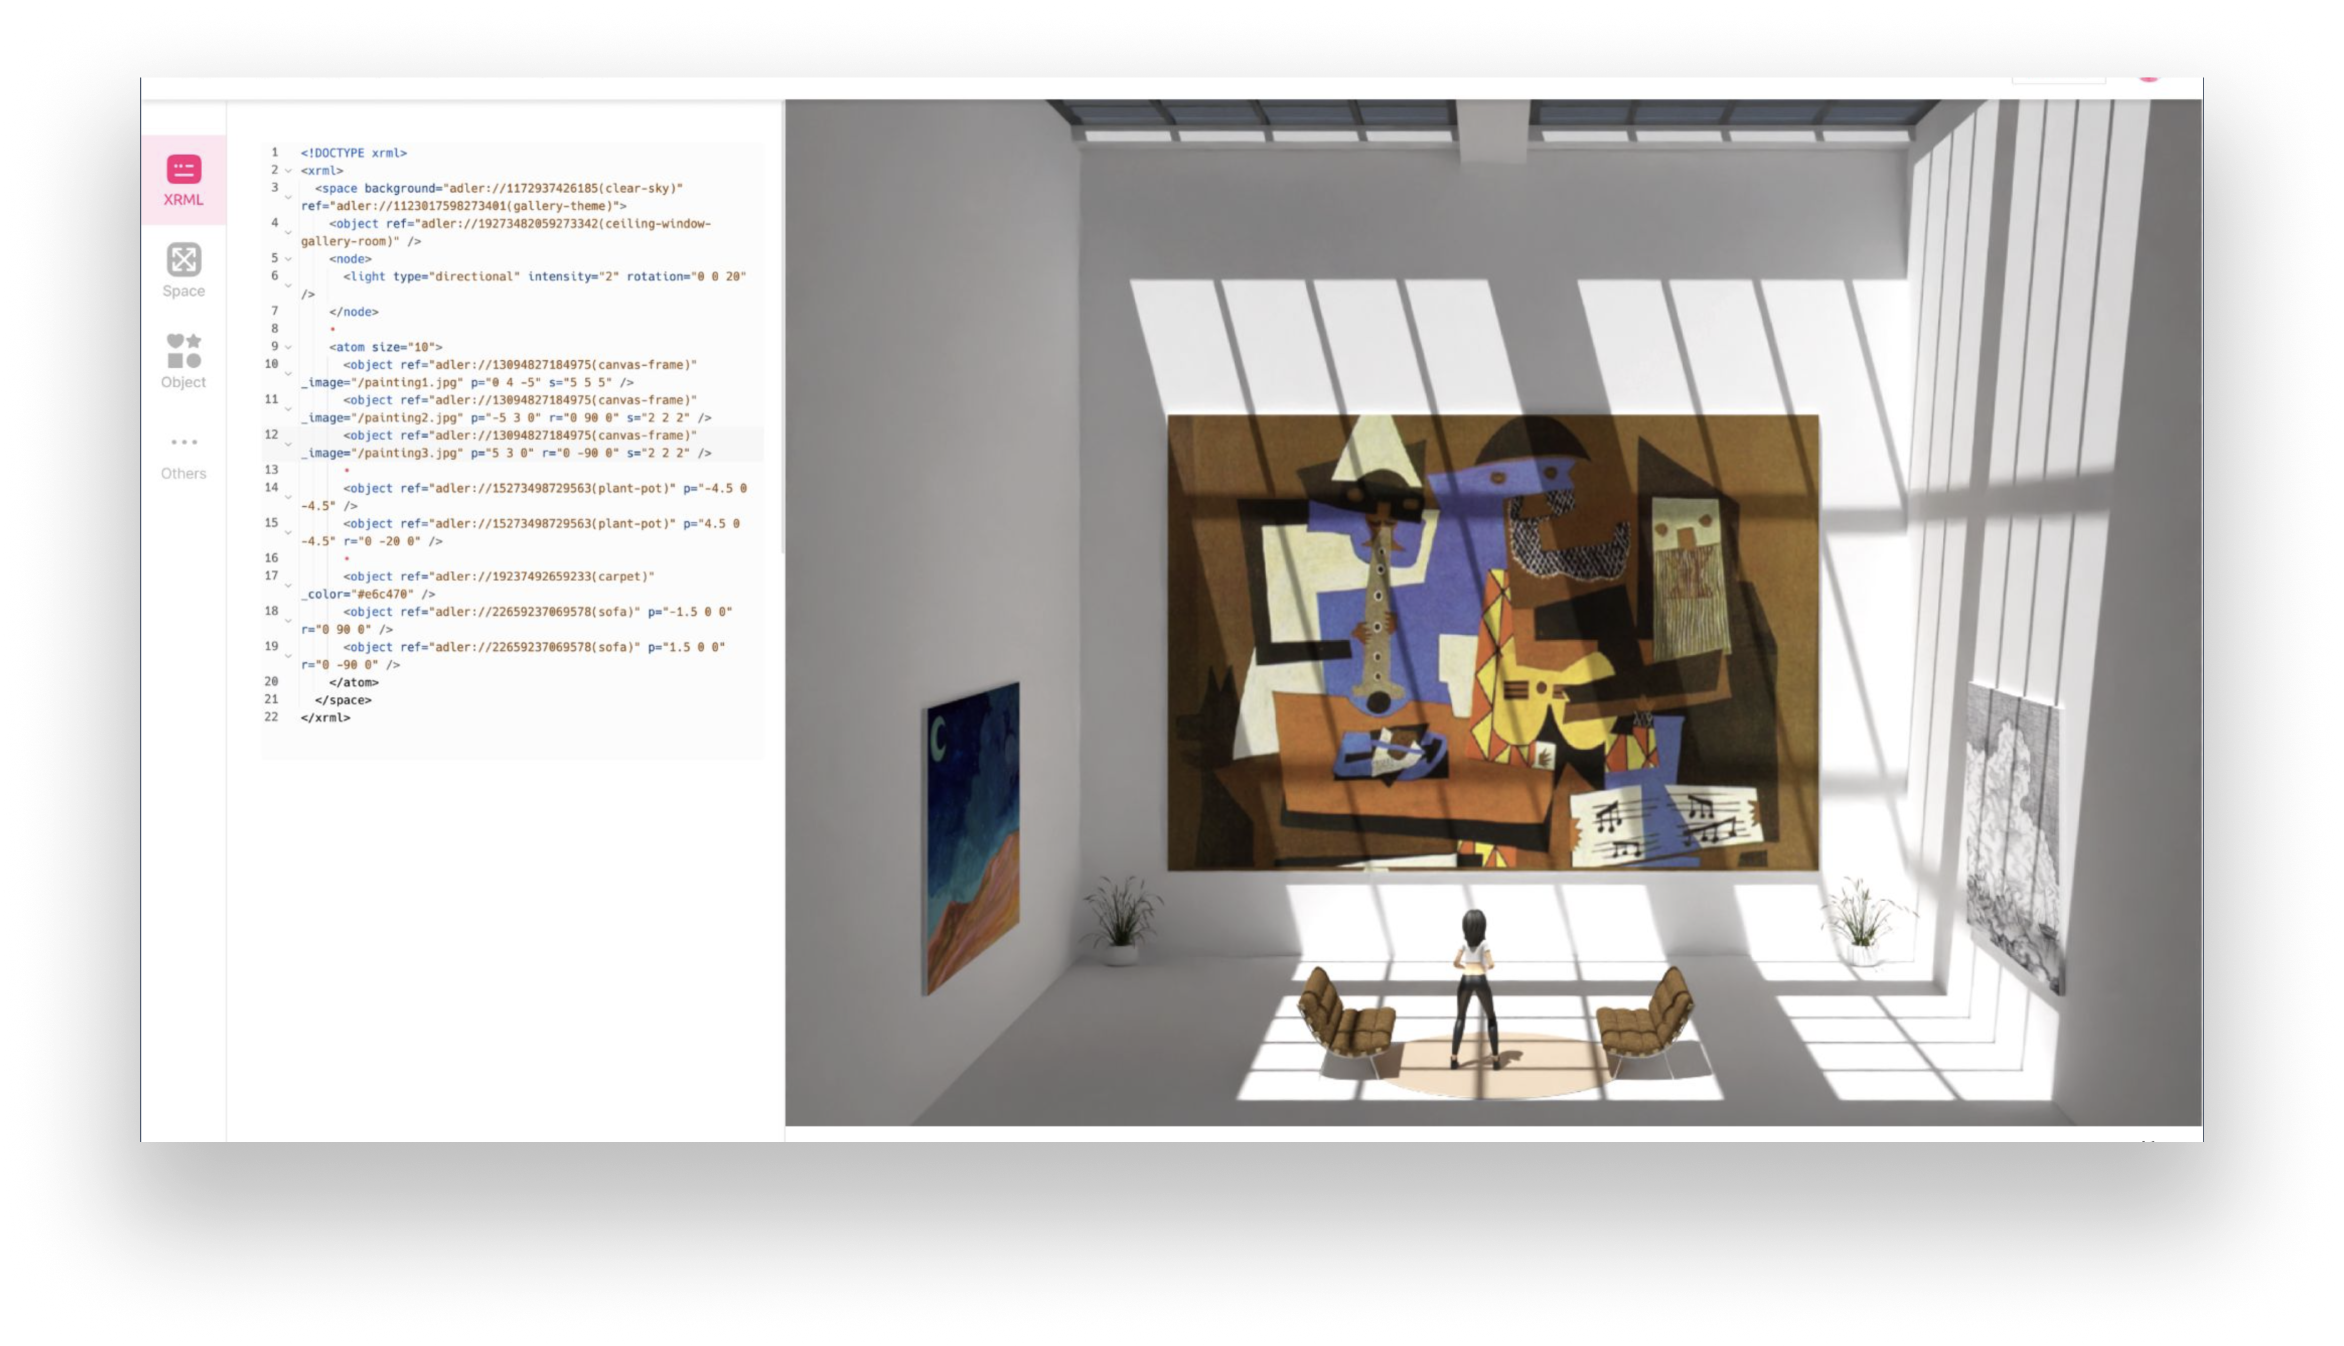 XRML
Space
Object
Others
1 <!DOCTYPE xrml>
2 <xrml>
3 <space background="adler://1172937426185(clear-sky)"
ref="adler://1123017598273401(gallery-theme)">
4 <object ref="adler://19273482059273342(ceiling-window-
gallery-room)" />
5 <node>
6 <light type="directional" intensity="2" rotation="0 0 20"
/>
7 </node>
8
9 <atom size="10">
10 <object ref="adler://13094827184975(canvas-frame)"
_image="/painting1.jpg" p="0 4 -5" s="5 5 5" />
11 <object ref="adler://13094827184975(canvas-frame)"
_image="/painting2.jpg" p="-5 3 0" r="0 90 0" s="2 2 2" />
12 <object ref="adler://13094827184975(canvas-frame)"
_image="/painting3.jpg" p="5 3 0" r="0 -90 0" s="2 2 2" />
13
14 <object ref="adler://15273498729563(plant-pot)" p="-4.5 0
-4.5" />
15 <object ref="adler://15273498729563(plant-pot)" p="4.5 0
-4.5" r="0 -20 0" />
16
17 <object ref="adler://19237492659233(carpet)"
_color="#e6c470" />
18 <object ref="adler://22659237069578(sofa)" p="-1.5 0 0"
r="0 90 0" />
19 <object ref="adler://22659237069578(sofa)" p="1.5 0 0"
r="0 -90 0" />
20 </atom>
21 </space>
22 </xrml>